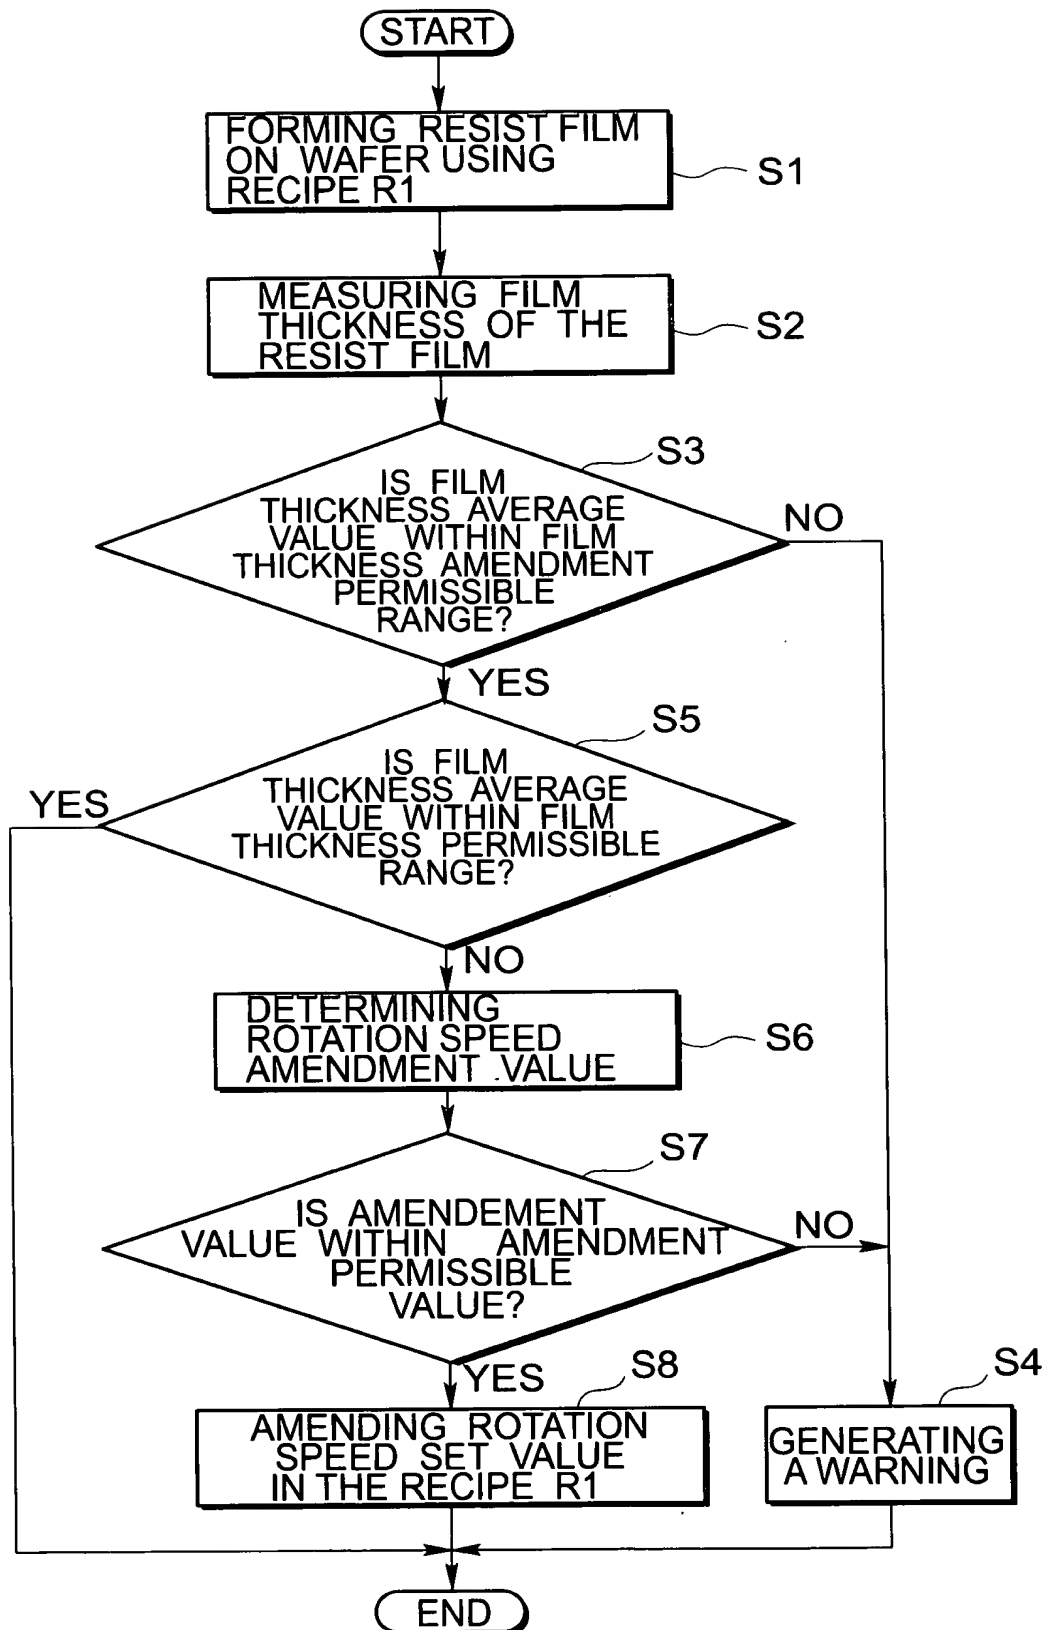 START
FORMING RESIST FILM
ON WAFER USING
RECIPE R1
S1
MEASURING FILM
THICKNESS OF THE
RESIST FILM
S2
S3
IS FILM
THICKNESS AVERAGE
VALUE WITHIN FILM
THICKNESS AMENDMENT
PERMISSIBLE
RANGE?
NO
YES
S5
IS FILM
THICKNESS AVERAGE
VALUE WITHIN FILM
THICKNESS PERMISSIBLE
RANGE?
YES
NO
DETERMINING
ROTATION SPEED
AMENDMENT VALUE
S6
S7
IS AMENDEMENT
VALUE WITHIN AMENDMENT
PERMISSIBLE
VALUE?
NO
YES
S8
AMENDING ROTATION
SPEED SET VALUE
IN THE RECIPE R1
S4
GENERATING
A WARNING
END